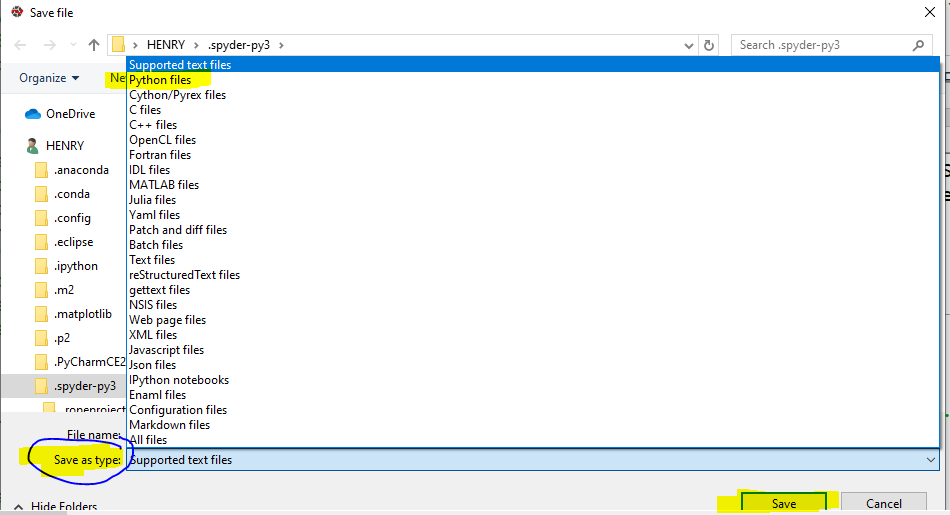 Save file
HENRY
.spyder-py3
Search .spyder-py3
Organize
Ne
Supported text files
Python files
Cython/Pyrex files
C files
C++ files
OpenCL files
Fortran files
IDL files
MATLAB files
Julia files
Yaml files
Patch and diff files
Batch files
Text files
reStructuredText files
gettext files
NSIS files
Web page files
XML files
Javascript files
Json files
IPython notebooks
Enaml files
Configuration files
Markdown files
All files
OneDrive
HENRY
.anaconda
.conda
.config
.eclipse
.ipython
.m2
.matplotlib
.p2
.PyCharmCE2
.spyder-py3
.ropeproject
File name:
Save as type: Supported text files
Hide Folders
Save
Cancel